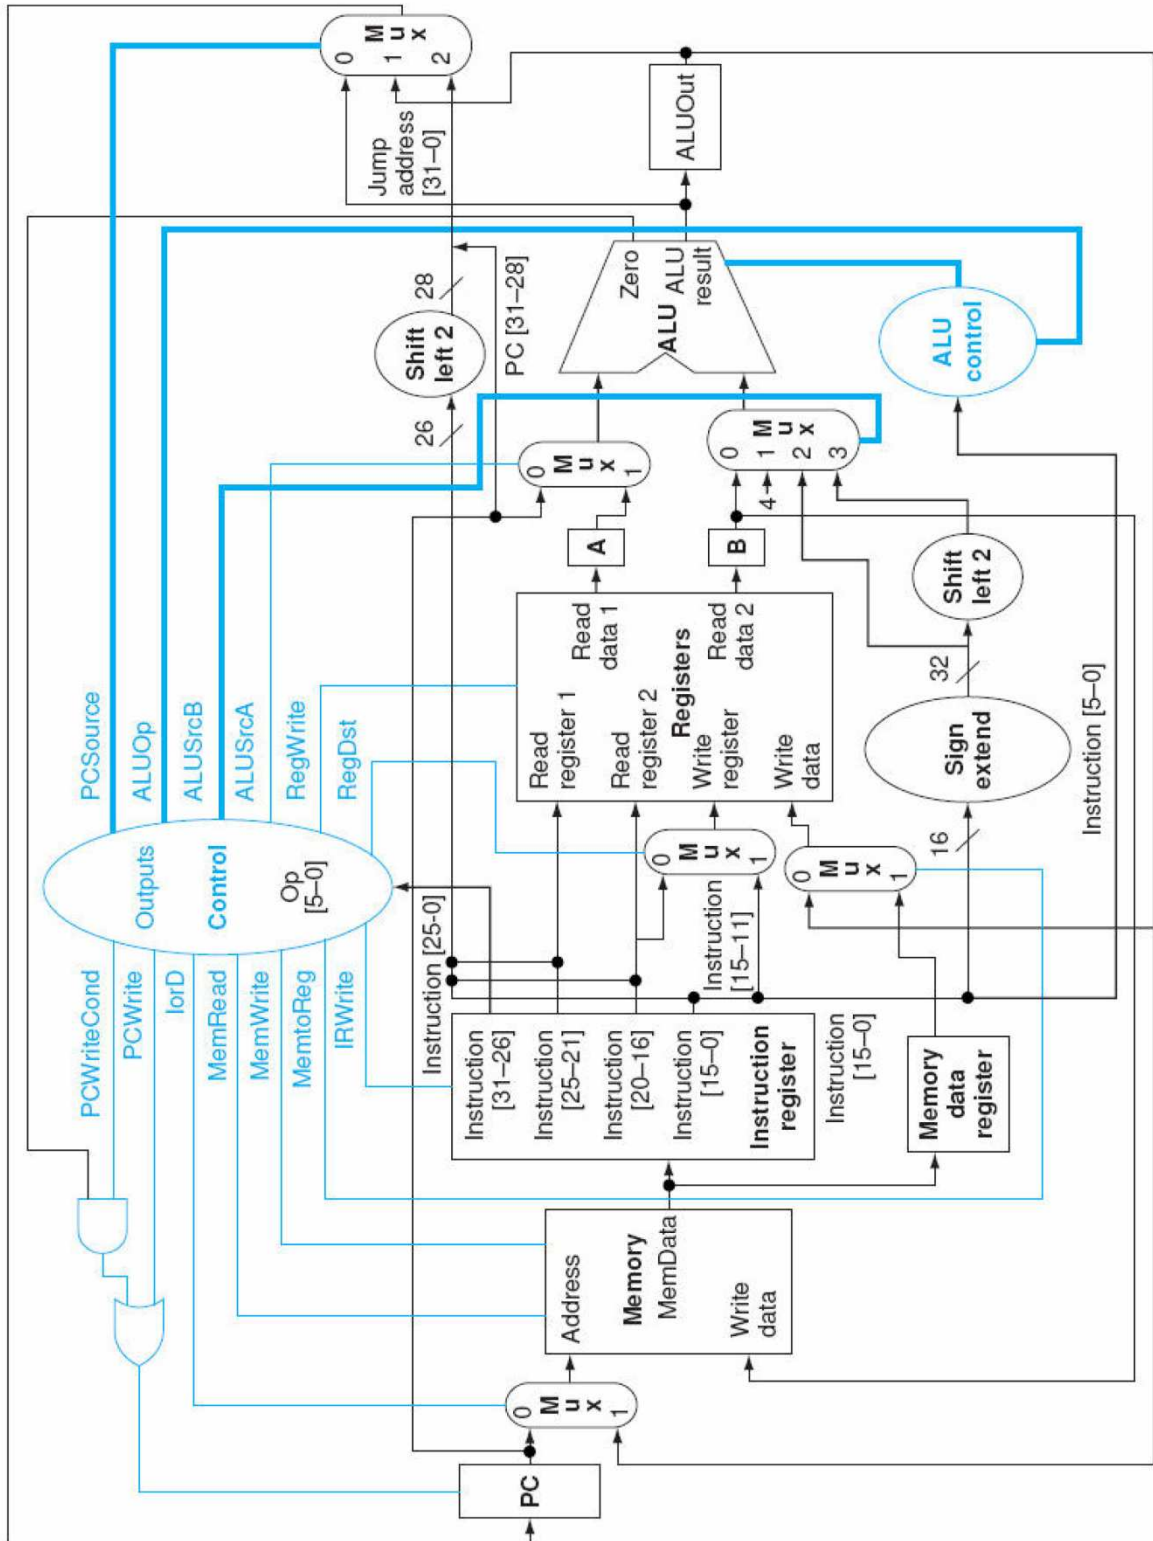 PCWriteCond
PCWrite
IorD
MemRead
MemWrite
MemtoReg
IRWrite
Outputs
Control
Op
[5–0]
PCSource
ALUOp
ALUSrcB
ALUSrcA
RegWrite
RegDst
PC
0
M
u
x
1
Address
Memory
MemData
Write
data
Instruction [25-0]
Instruction
[31–26]
Instruction
[25–21]
Instruction
[20–16]
Instruction
[15–0]
Instruction
register
Instruction
[15–0]
Memory
data
register
Instruction
[15–11]
0
M
u
x
1
0
M
u
x
1
16
Sign
extend
32
Instruction [5–0]
Read
register 1
Read
register 2
Registers
Write
register
Write
data
Read
data 1
Read
data 2
A
B
4
Shift
left 2
0
M
u
x
1
0
1
M
u
2
x
3
26
Shift
left 2
28
PC [31–28]
Jump
address
[31–0]
Zero
ALU
ALU
result
ALU
control
ALUOut
0
M
1
u
x
2